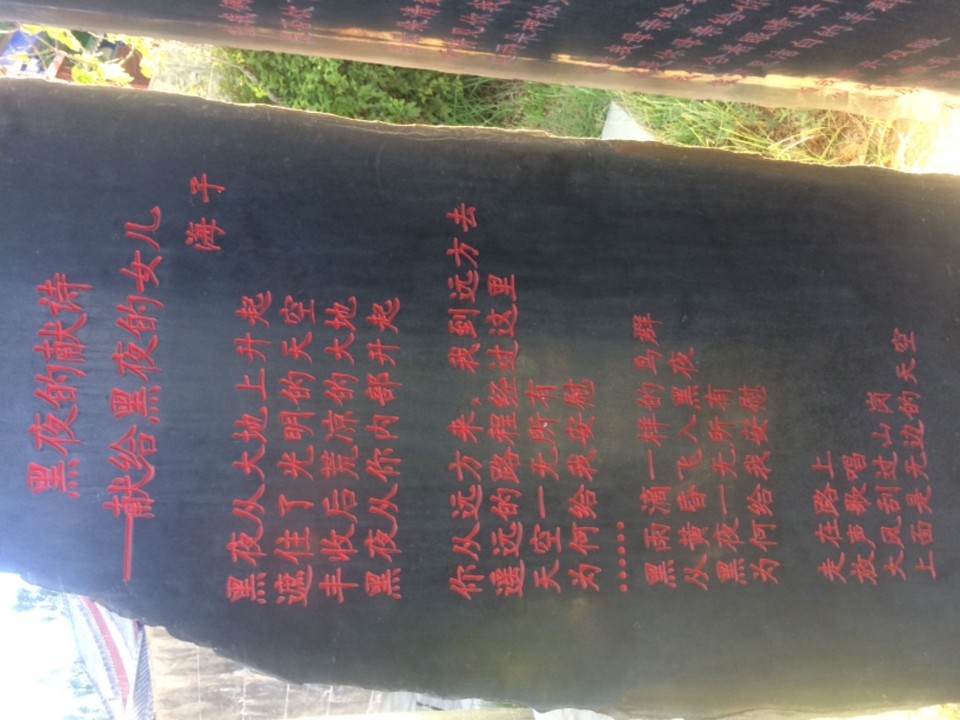 黑夜的献诗
——献给黑夜的女儿
海子
黑夜从大地上升起
遮住了光明的天空
丰收后荒凉的大地
黑夜从你内部升起
你从远方来、我到远方去
遥远的路程经过这里
天空一无所有
为何给我安慰
……
黑雨滴一样的鸟群
从黄昏飞入黑夜
黑夜一无所有
为何给我安慰
走在路上
放声歌唱
大风刮过山冈
上面是无边的天空